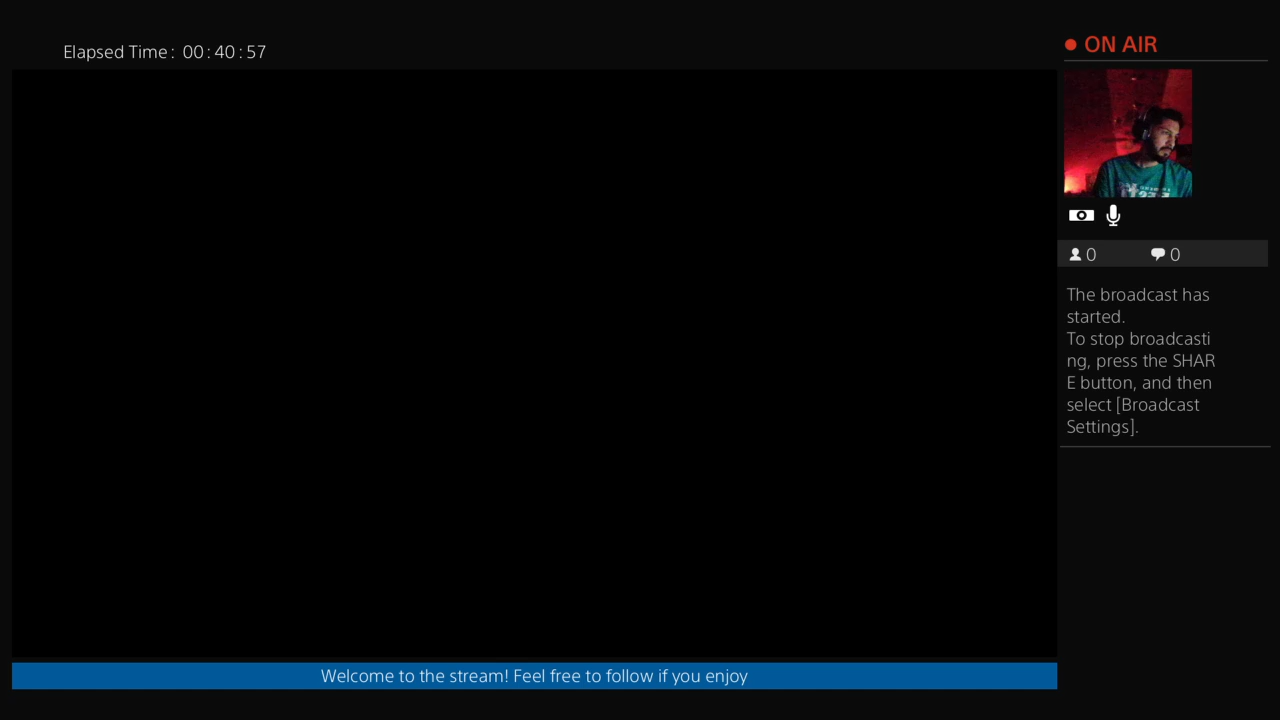 Elapsed Time: 00:40:57
ON AIR
0 0
The broadcast has
started.
To stop broadcasti
ng, press the SHAR
E button, and then
select [Broadcast
Settings].
Welcome to the stream! Feel free to follow if you enjoy